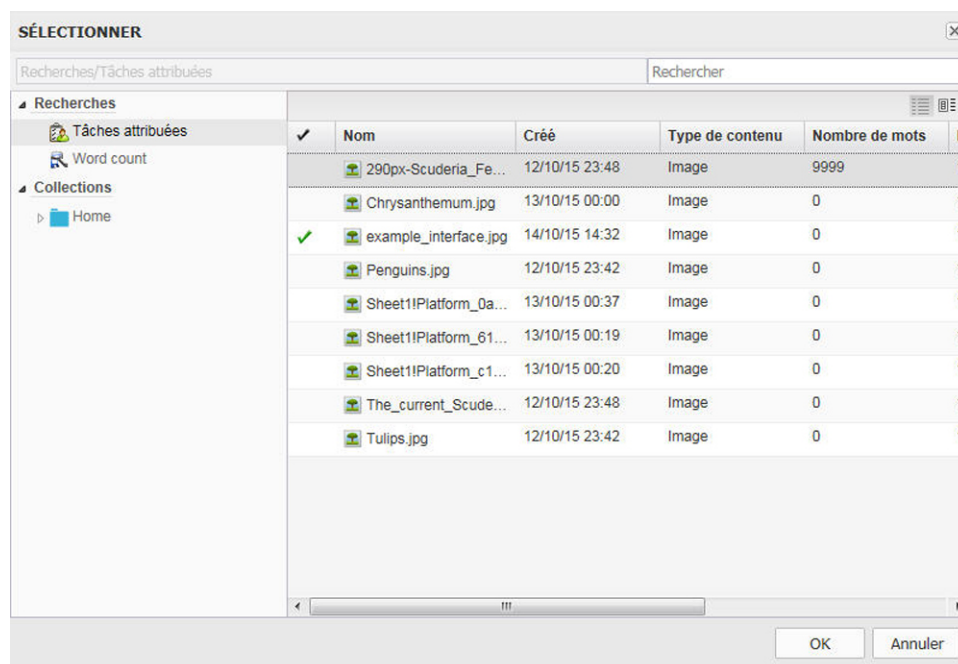 SÉLECTIONNER
Recherches/Tâches attribuées Rechercher
Recherches
Tâches attribuées
Word count
Collections
Home
Nom Créé Type de contenu Nombre de mots
290px-Scuderia_Fe... 12/10/15 23:48 Image 9999
Chrysanthemum.jpg 13/10/15 00:00 Image 0
example_interface.jpg 14/10/15 14:32 Image 0
Penguins.jpg 12/10/15 23:42 Image 0
Sheet1!Platform_0a... 13/10/15 00:37 Image 0
Sheet1!Platform_61... 13/10/15 00:19 Image 0
Sheet1!Platform_c1... 13/10/15 00:20 Image 0
The_current_Scude... 12/10/15 23:48 Image 0
Tulips.jpg 12/10/15 23:42 Image 0
OK Annuler